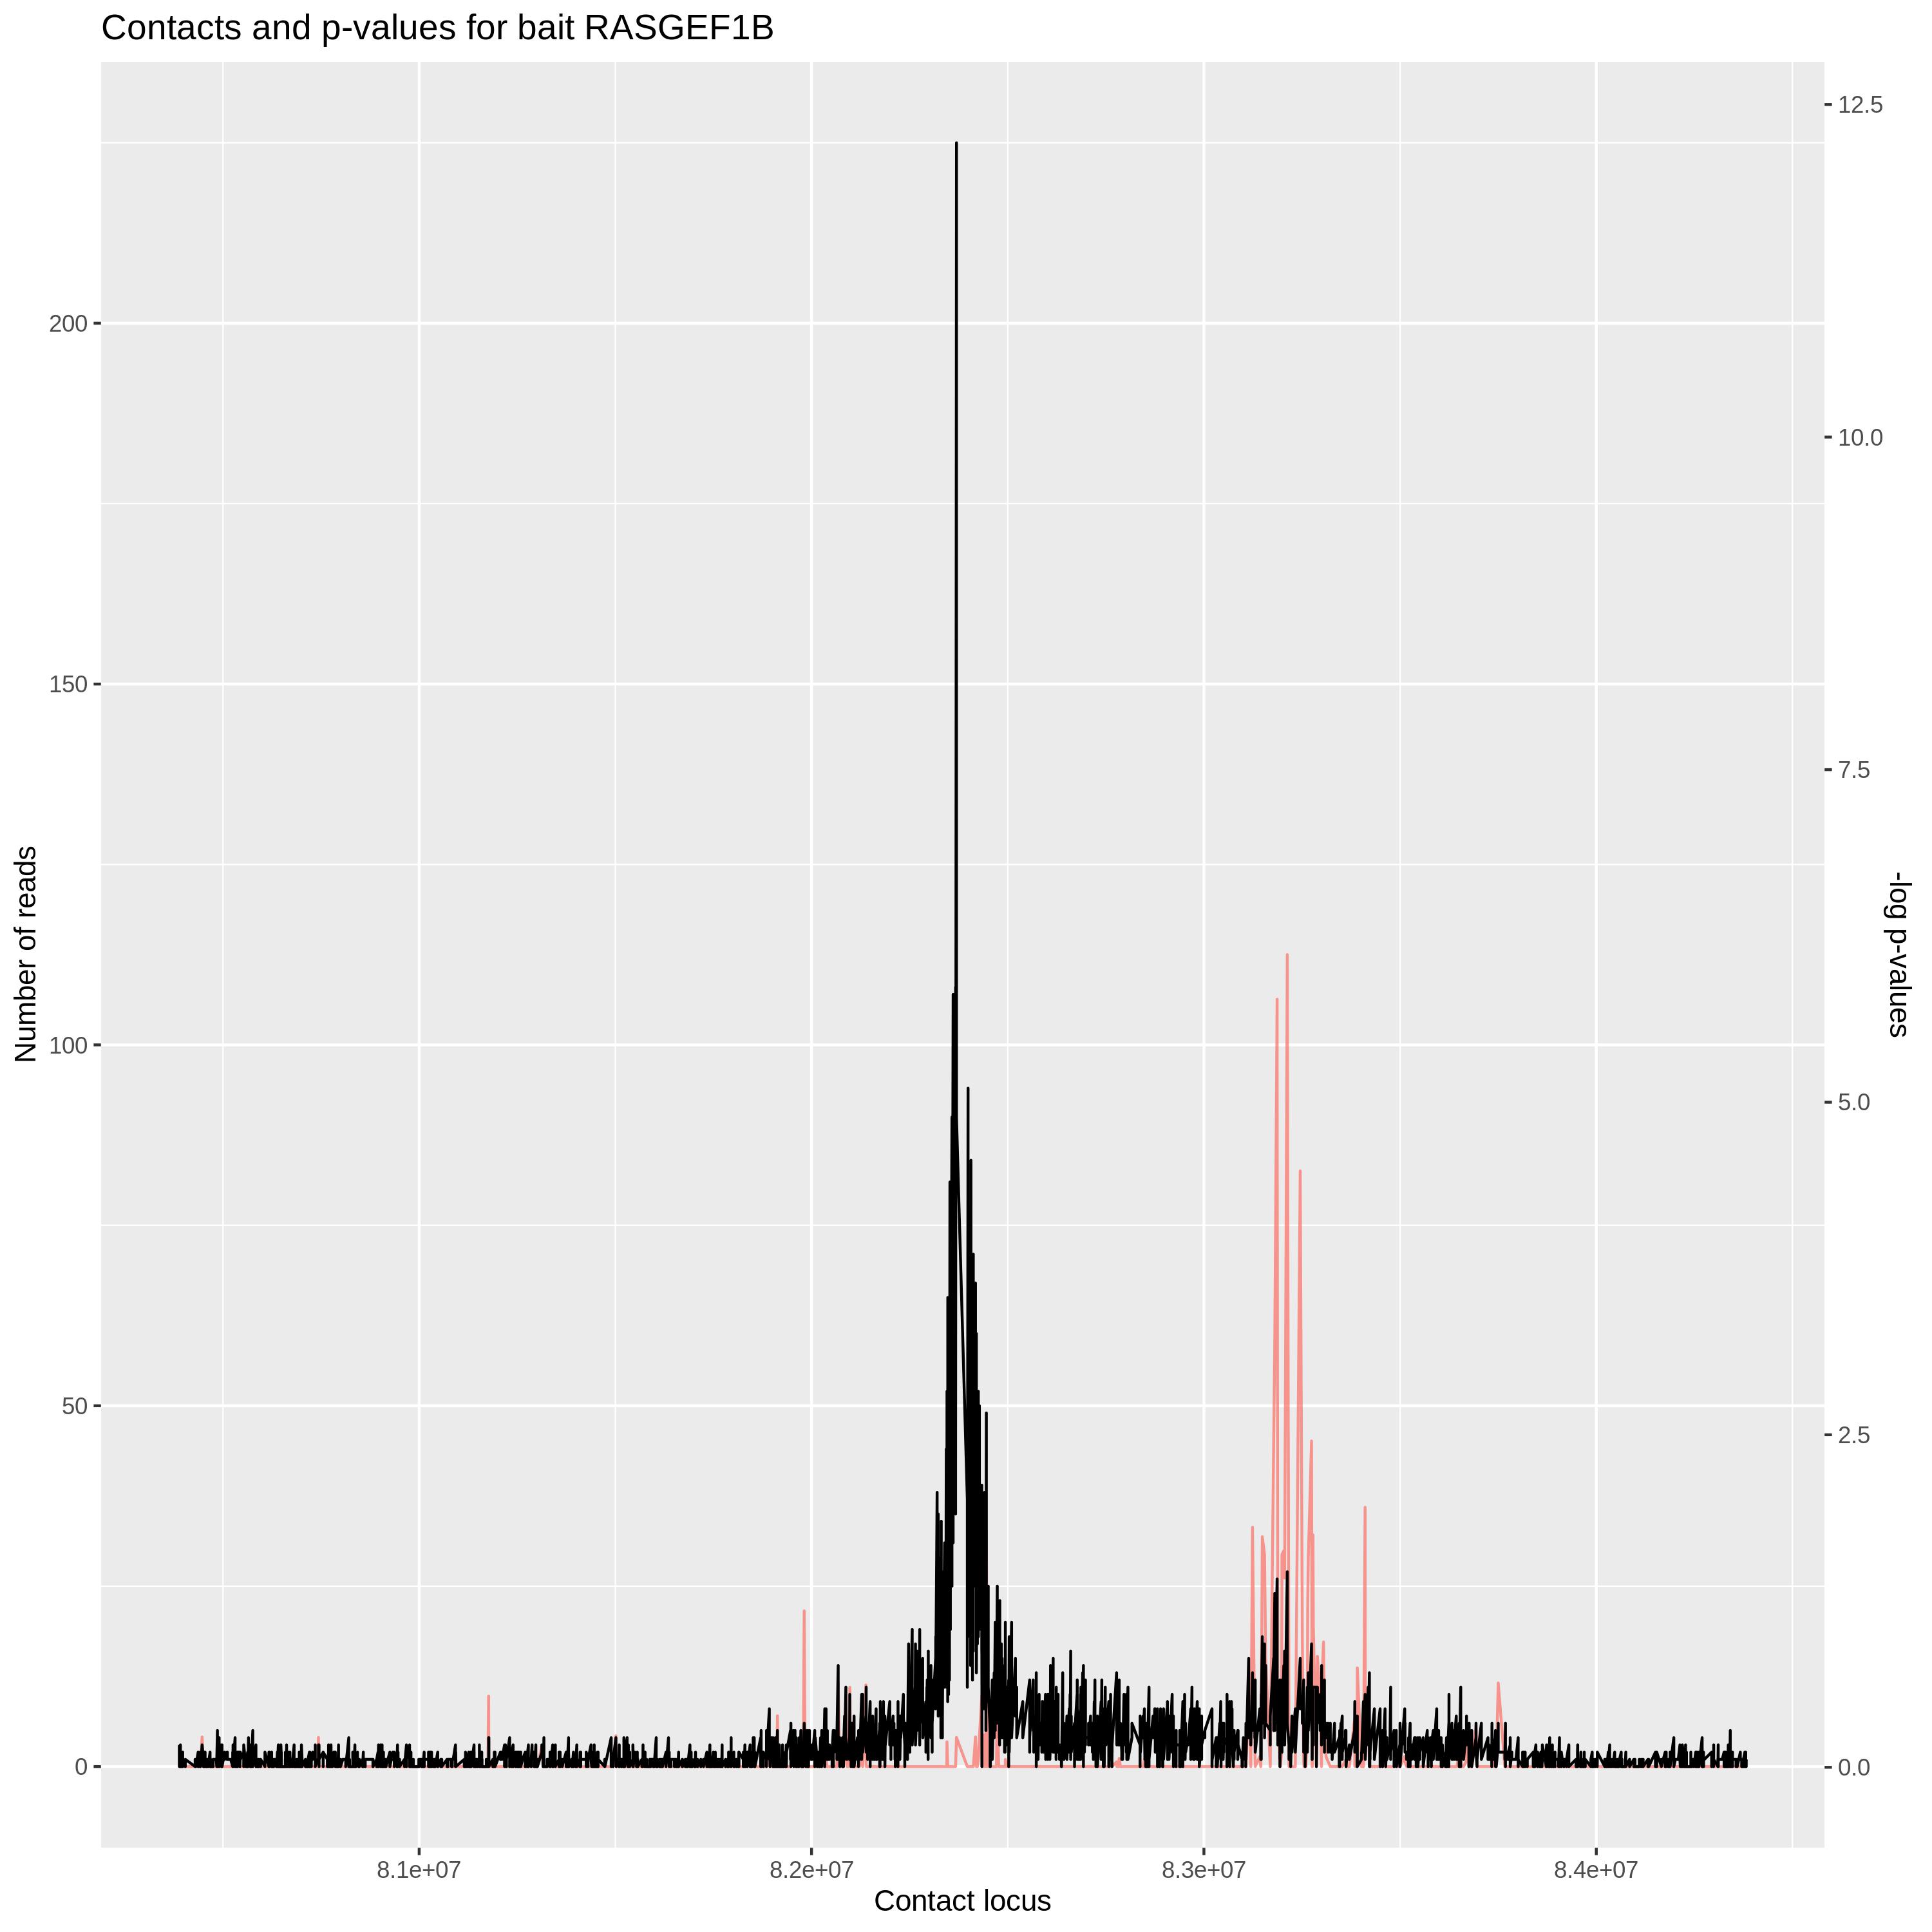 Contacts and p-values for bait RASGEF1B
12.5
200
10.0
150
7.5
Number of reads
-log p-values
100
5.0
50
2.5
0
0.0
8.1e+07
8.2e+07
8.3e+07
8.4e+07
Contact locus